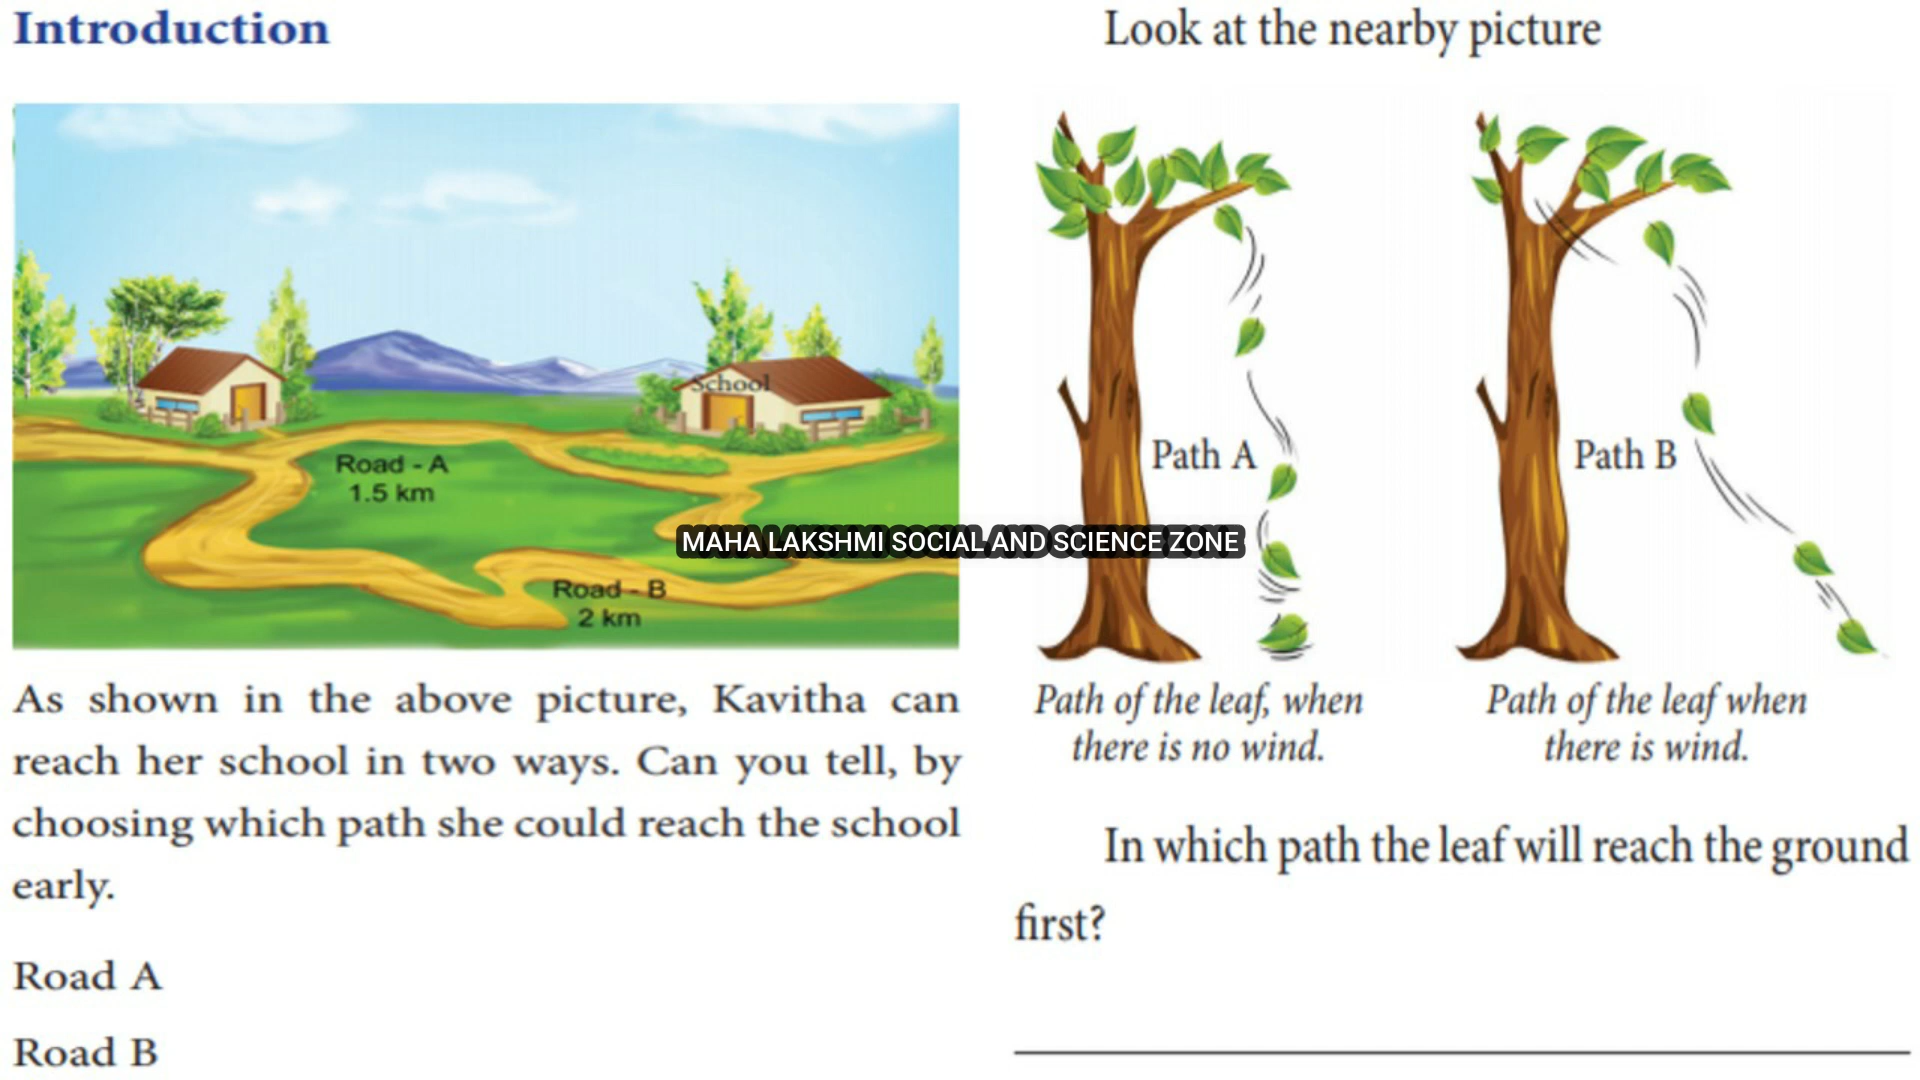 Introduction
School
Road - A
1.5 km
Road - B
2 km
As shown in the above picture, Kavitha can
reach her school in two ways. Can you tell, by
choosing which path she could reach the school
early.
Road A
Road B
Look at the nearby picture
Path A
Path B
Path of the leaf, when
there is no wind.
Path of the leaf when
there is wind.
In which path the leaf will reach the ground
first?
MAHA LAKSHMI SOCIAL AND SCIENCE ZONE